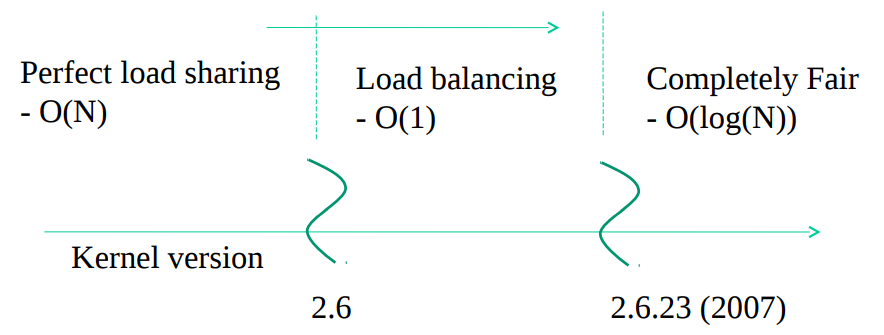 Perfect load sharing
- O(N)
Load balancing
- O(1)
Completely Fair
- O(log(N))
Kernel version
2.6
2.6.23 (2007)